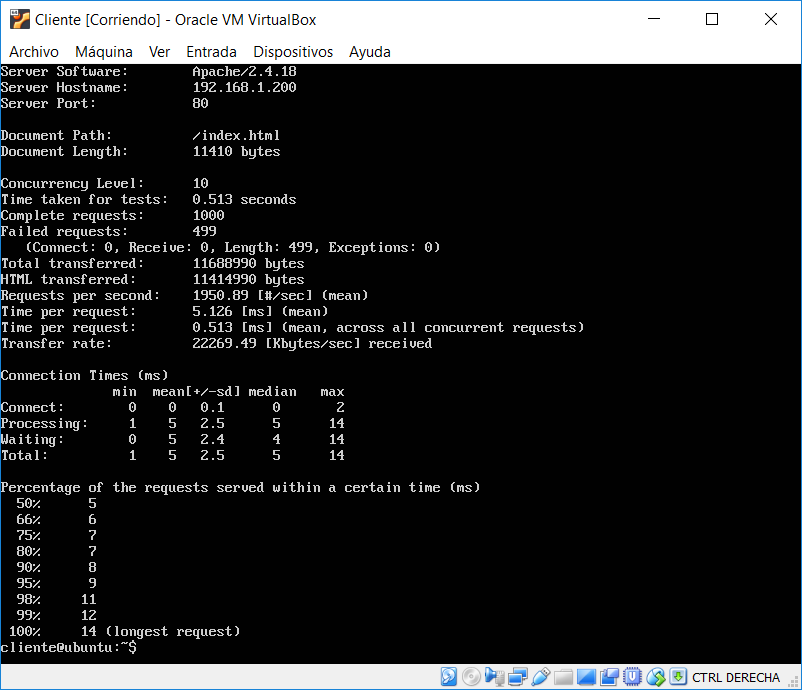 Cliente [Corriendo] - Oracle VM VirtualBox
Archivo Máquina Ver Entrada Dispositivos Ayuda
Server Software: Apache/2.4.18
Server Hostname: 192.168.1.200
Server Port: 80
Document Path: /index.html
Document Length: 11410 bytes
Concurrency Level: 10
Time taken for tests: 0.513 seconds
Complete requests: 1000
Failed requests: 499
(Connect: 0, Receive: 0, Length: 499, Exceptions: 0)
Total transferred: 11688990 bytes
HTML transferred: 11414990 bytes
Requests per second: 1950.89 [#/sec] (mean)
Time per request: 5.126 [ms] (mean)
Time per request: 0.513 [ms] (mean, across all concurrent requests)
Transfer rate: 22269.49 [Kbytes/sec] received
Connection Times (ms)
min mean[+/-sd] median max
Connect: 0 0 0.1 0 2
Processing: 1 5 2.5 5 14
Waiting: 0 5 2.4 4 14
Total: 1 5 2.5 5 14
Percentage of the requests served within a certain time (ms)
50% 5
66% 6
75% 7
80% 7
90% 8
95% 9
98% 11
99% 12
100% 14 (longest request)
cliente@ubuntu:~$
CTRL DERECHA